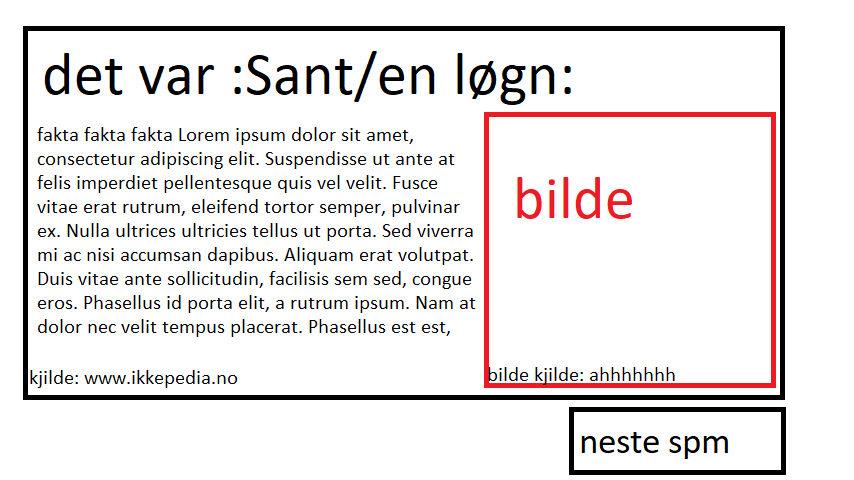 det var :Sant/en løgn:
fakta fakta fakta Lorem ipsum dolor sit amet,
consectetur adipiscing elit. Suspendisse ut ante at
felis imperdiet pellentesque quis vel velit. Fusce
vitae erat rutrum, eleifend tortor semper, pulvinar
ex. Nulla ultrices ultricies tellus ut porta. Sed viverra
mi ac nisi accumsan dapibus. Aliquam erat volutpat.
Duis vitae ante sollicitudin, facilisis sem sed, congue
eros. Phasellus id porta elit, a rutrum ipsum. Nam at
dolor nec velit tempus placerat. Phasellus est est,
kjilde: www.ikkepedia.no
bilde
bilde kjilde: ahhhhhhh
neste spm